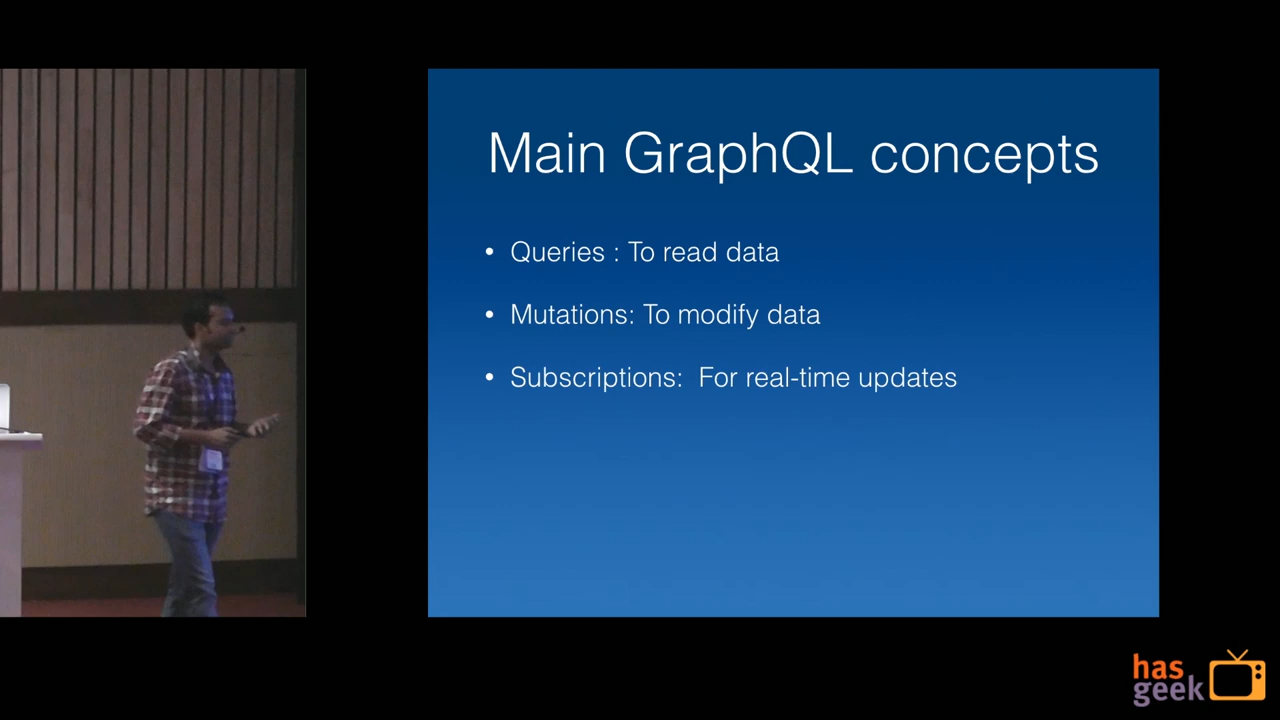 Main GraphQL concepts
• Queries : To read data
• Mutations: To modify data
• Subscriptions:  For real-time updates
has
geek